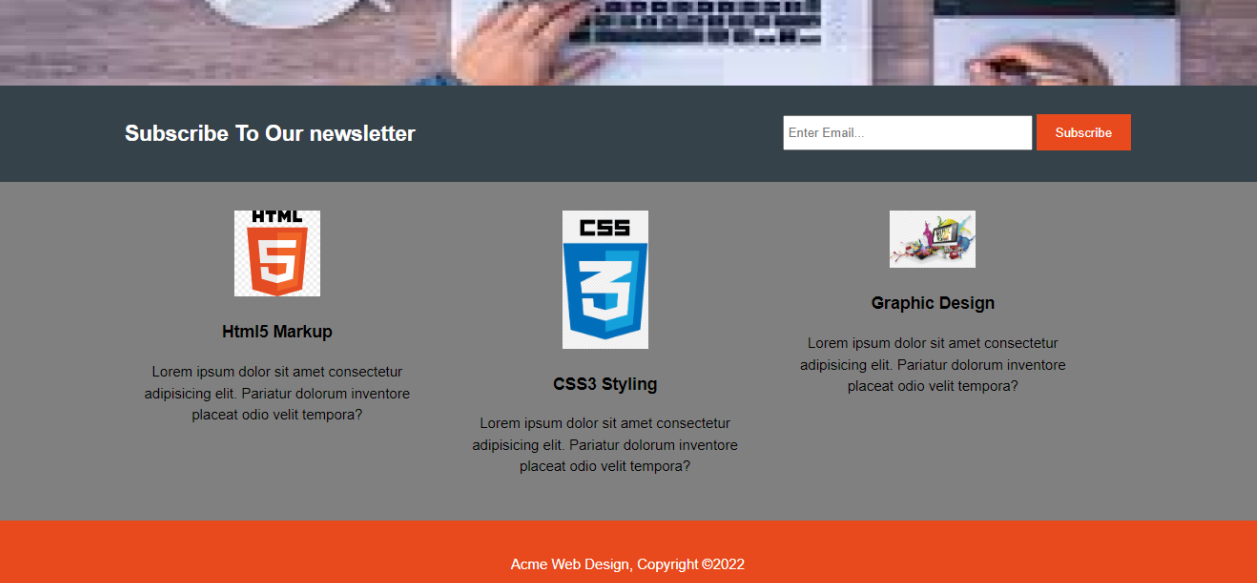 Subscribe To Our newsletter
Enter Email...
Subscribe
HTML
5
Html5 Markup
Lorem ipsum dolor sit amet consectetur
adipisicing elit. Pariatur dolorum inventore
placeat odio velit tempora?
CSS
3
CSS3 Styling
Lorem ipsum dolor sit amet consectetur
adipisicing elit. Pariatur dolorum inventore
placeat odio velit tempora?
Graphic Design
Lorem ipsum dolor sit amet consectetur
adipisicing elit. Pariatur dolorum inventore
placeat odio velit tempora?
Acme Web Design, Copyright ©2022